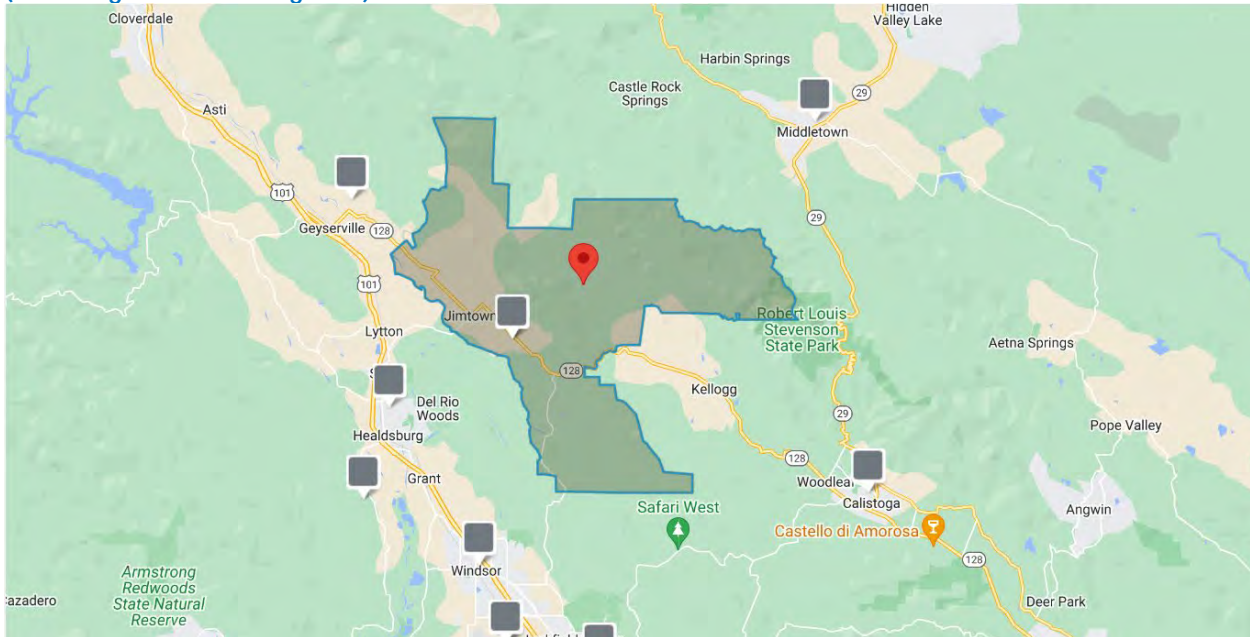 Cloverdale
Valley Lake
Harbin Springs
Castle Rock
Springs
29
Asti
Middletown
101
Geyserville
128
29
101
Jimtown
Robert Louis
Stevenson
State Park
Lytton
Aetna Springs
128
Kellogg
Del Rio
Woods
29
Healdsburg
Pope Valley
Grant
128
Calistoga
Safari West
Angwin
Castello di Amorosa
128
Windsor
Armstrong
Redwoods
State Natural
Reserve
Deer Park